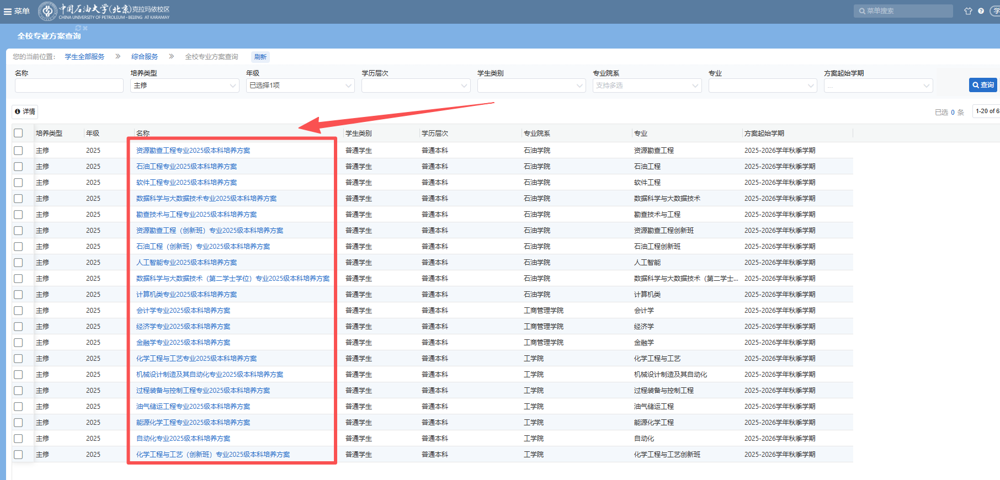 菜单 中国石油大学(北京)克拉玛依校区 菜单搜索 学
CHINA UNIVERSITY OF PETROLEUM - BEIJING AT KARAMAY
全校专业方案查询
您的当前位置: 学生全部服务 » 综合服务 » 全校专业方案查询 刷新
名称 培养类型 年级 学历层次 学生类别 专业院系 专业 方案起始学期
主修 已选择1项 支持多选 ... 查询
详情 已选 0 条 1-20 of 6
培养类型 年级 名称 学生类别 学历层次 专业院系 专业 方案起始学期
主修 2025 资源勘查工程专业2025级本科培养方案 普通学生 普通本科 石油学院 资源勘查工程 2025-2026学年秋季学期
主修 2025 石油工程专业2025级本科培养方案 普通学生 普通本科 石油学院 石油工程 2025-2026学年秋季学期
主修 2025 软件工程专业2025级本科培养方案 普通学生 普通本科 石油学院 软件工程 2025-2026学年秋季学期
主修 2025 数据科学与大数据技术专业2025级本科培养方案 普通学生 普通本科 石油学院 数据科学与大数据技术 2025-2026学年秋季学期
主修 2025 勘查技术与工程专业2025级本科培养方案 普通学生 普通本科 石油学院 勘查技术与工程 2025-2026学年秋季学期
主修 2025 资源勘查工程（创新班）专业2025级本科培养方案 普通学生 普通本科 石油学院 资源勘查工程创新班 2025-2026学年秋季学期
主修 2025 石油工程（创新班）专业2025级本科培养方案 普通学生 普通本科 石油学院 石油工程创新班 2025-2026学年秋季学期
主修 2025 人工智能专业2025级本科培养方案 普通学生 普通本科 石油学院 人工智能 2025-2026学年秋季学期
主修 2025 数据科学与大数据技术（第二学士学位）专业2025级本科培养方案 普通学生 普通本科 石油学院 数据科学与大数据技术（第二学士... 2025-2026学年秋季学期
主修 2025 计算机类专业2025级本科培养方案 普通学生 普通本科 石油学院 计算机类 2025-2026学年秋季学期
主修 2025 会计学专业2025级本科培养方案 普通学生 普通本科 工商管理学院 会计学 2025-2026学年秋季学期
主修 2025 经济学专业2025级本科培养方案 普通学生 普通本科 工商管理学院 经济学 2025-2026学年秋季学期
主修 2025 金融学专业2025级本科培养方案 普通学生 普通本科 工商管理学院 金融学 2025-2026学年秋季学期
主修 2025 化学工程与工艺专业2025级本科培养方案 普通学生 普通本科 工学院 化学工程与工艺 2025-2026学年秋季学期
主修 2025 机械设计制造及其自动化专业2025级本科培养方案 普通学生 普通本科 工学院 机械设计制造及其自动化 2025-2026学年秋季学期
主修 2025 过程装备与控制工程专业2025级本科培养方案 普通学生 普通本科 工学院 过程装备与控制工程 2025-2026学年秋季学期
主修 2025 油气储运工程专业2025级本科培养方案 普通学生 普通本科 工学院 油气储运工程 2025-2026学年秋季学期
主修 2025 能源化学工程专业2025级本科培养方案 普通学生 普通本科 工学院 能源化学工程 2025-2026学年秋季学期
主修 2025 自动化专业2025级本科培养方案 普通学生 普通本科 工学院 自动化 2025-2026学年秋季学期
主修 2025 化学工程与工艺（创新班）专业2025级本科培养方案 普通学生 普通本科 工学院 化学工程与工艺创新班 2025-2026学年秋季学期